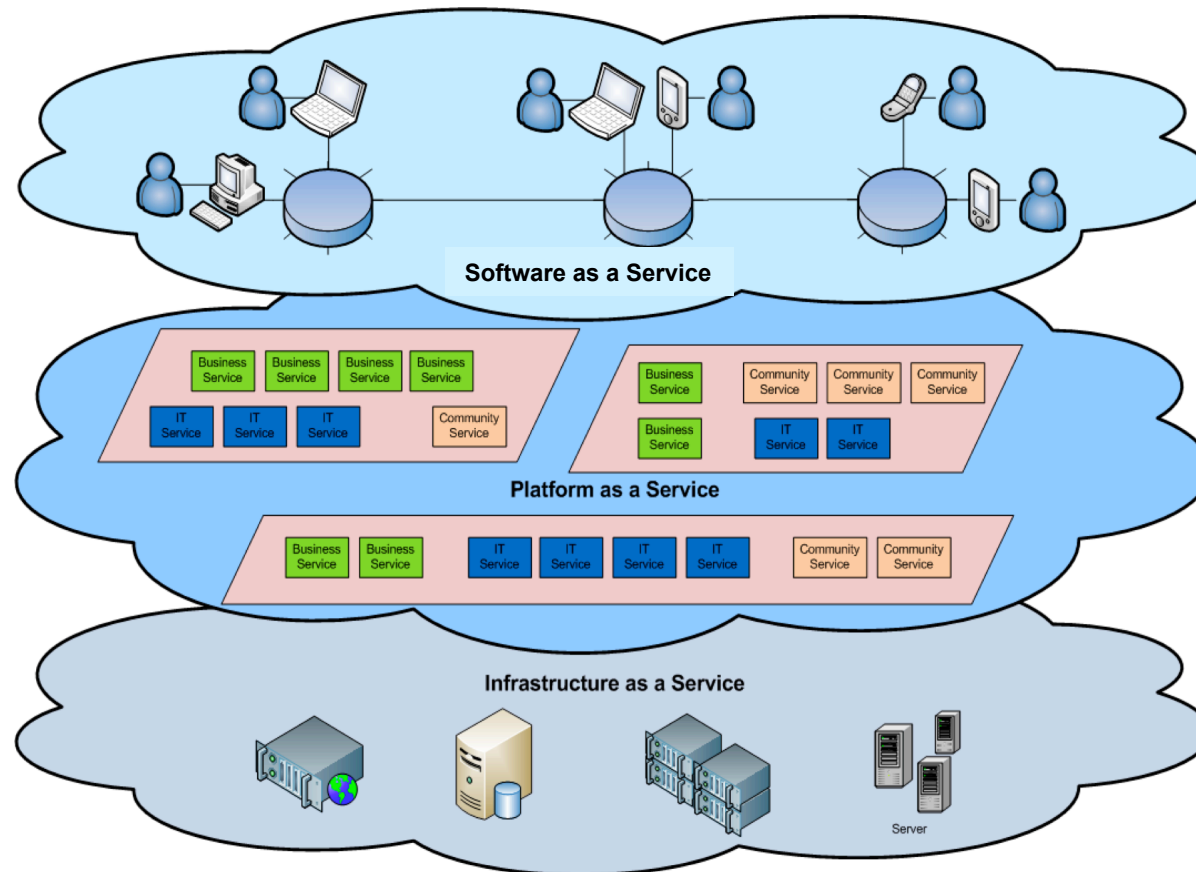 Software as a Service
Business
Service
Business
Service
Business
Service
Business
Service
IT
Service
IT
Service
IT
Service
Community
Service
Business
Service
Community
Service
Community
Service
Community
Service
Business
Service
IT
Service
IT
Service
Platform as a Service
Business
Service
Business
Service
IT
Service
IT
Service
IT
Service
IT
Service
Community
Service
Community
Service
Infrastructure as a Service
Server